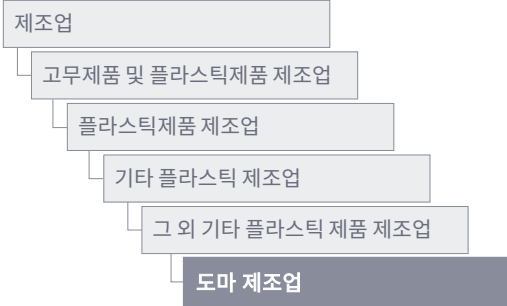 제조업
고무제품 및 플라스틱제품 제조업
플라스틱제품 제조업
기타 플라스틱 제조업
그 외 기타 플라스틱 제품 제조업
도마 제조업